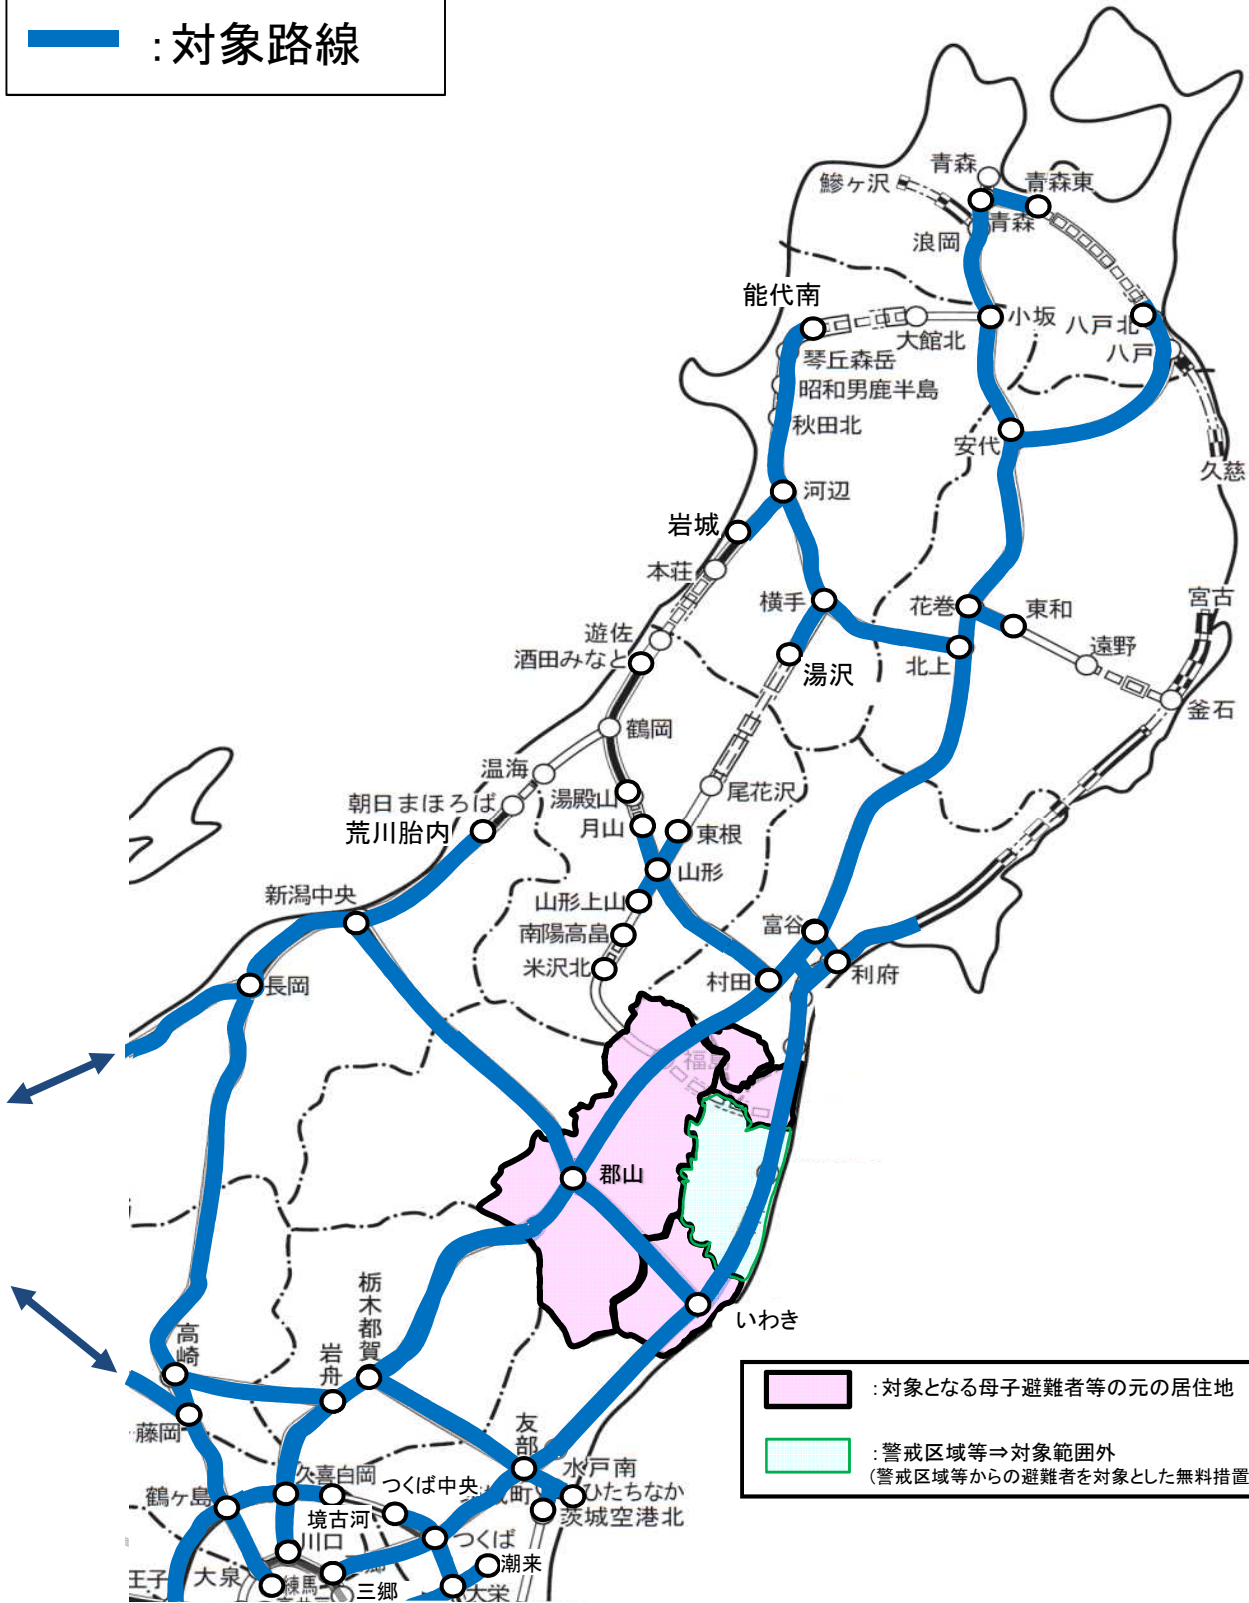 ：対象路線
青森
鰺ヶ沢
青森東
青森
浪岡
能代南
小坂
八戸北
大館北
八戸
琴丘森岳
昭和男鹿半島
秋田北
安代
久慈
河辺
岩城
本荘
横手
花巻
東和
宮古
遊佐
酒田みなと
湯沢
北上
遠野
釜石
鶴岡
温海
湯殿山
尾花沢
朝日まほろば
荒川胎内
月山
東根
山形
新潟中央
山形上山
富谷
南陽高畠
米沢北
村田
利府
長岡
福島
郡山
いわき
栃木都賀
高崎
岩舟
：対象となる母子避難者等の元の居住地
：警戒区域等⇒対象範囲外
（警戒区域等からの避難者を対象とした無料措置
藤岡
友部
水戸南
久喜白岡
つくば中央
城町
ひたちなか
鶴ヶ島
境古河
茨城空港北
川口
つくば
潮来
王子
大泉
練馬
三郷
大栄